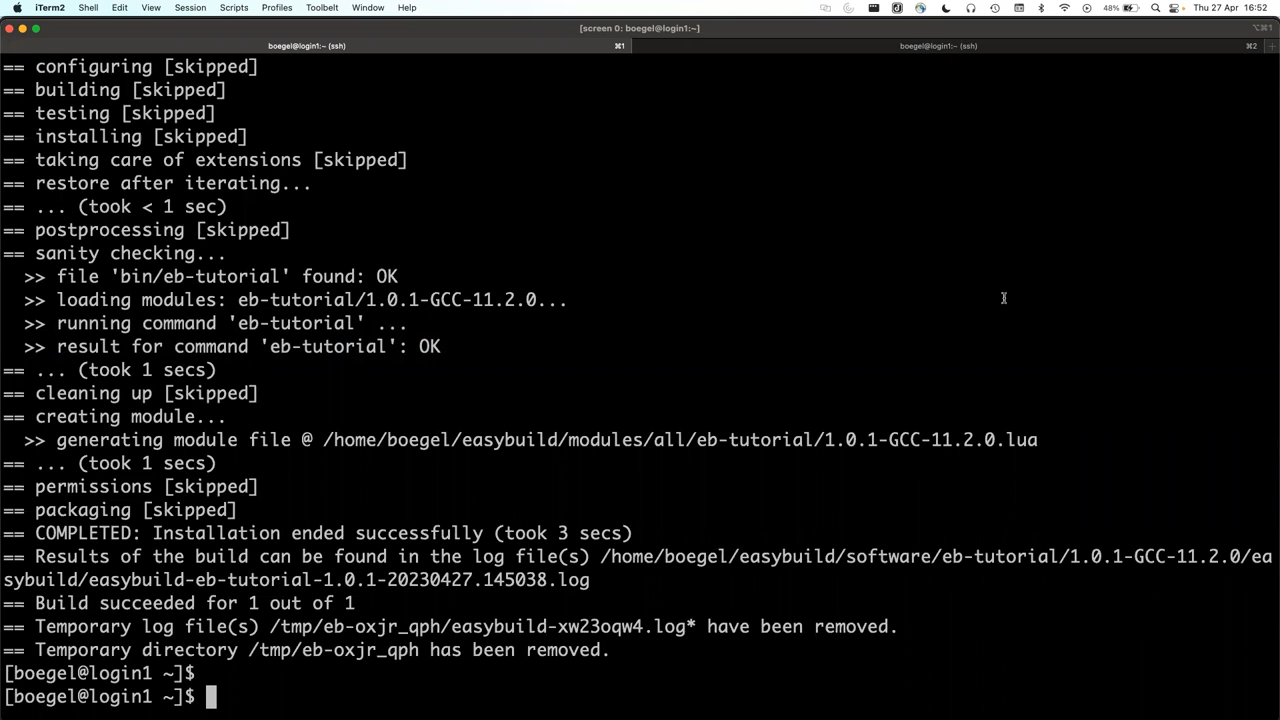 iTerm2 Shell Edit View Session Scripts Profiles Toolbelt Window Help 48% Thu 27 Apr 16:52
[screen 0: boegel@login1:~] ⌥⌘1
boegel@login1:~ (ssh) ⌘1 boegel@login1:~ (ssh) ⌘2 +
== configuring [skipped]
== building [skipped]
== testing [skipped]
== installing [skipped]
== taking care of extensions [skipped]
== restore after iterating...
== ... (took < 1 sec)
== postprocessing [skipped]
== sanity checking...
  >> file 'bin/eb-tutorial' found: OK
  >> loading modules: eb-tutorial/1.0.1-GCC-11.2.0...
  >> running command 'eb-tutorial' ...
  >> result for command 'eb-tutorial': OK
== ... (took 1 secs)
== cleaning up [skipped]
== creating module...
  >> generating module file @ /home/boegel/easybuild/modules/all/eb-tutorial/1.0.1-GCC-11.2.0.lua
== ... (took 1 secs)
== permissions [skipped]
== packaging [skipped]
== COMPLETED: Installation ended successfully (took 3 secs)
== Results of the build can be found in the log file(s) /home/boegel/easybuild/software/eb-tutorial/1.0.1-GCC-11.2.0/ea
sybuild/easybuild-eb-tutorial-1.0.1-20230427.145038.log
== Build succeeded for 1 out of 1
== Temporary log file(s) /tmp/eb-oxjr_qph/easybuild-xw23oqw4.log* have been removed.
== Temporary directory /tmp/eb-oxjr_qph has been removed.
[boegel@login1 ~]$
[boegel@login1 ~]$